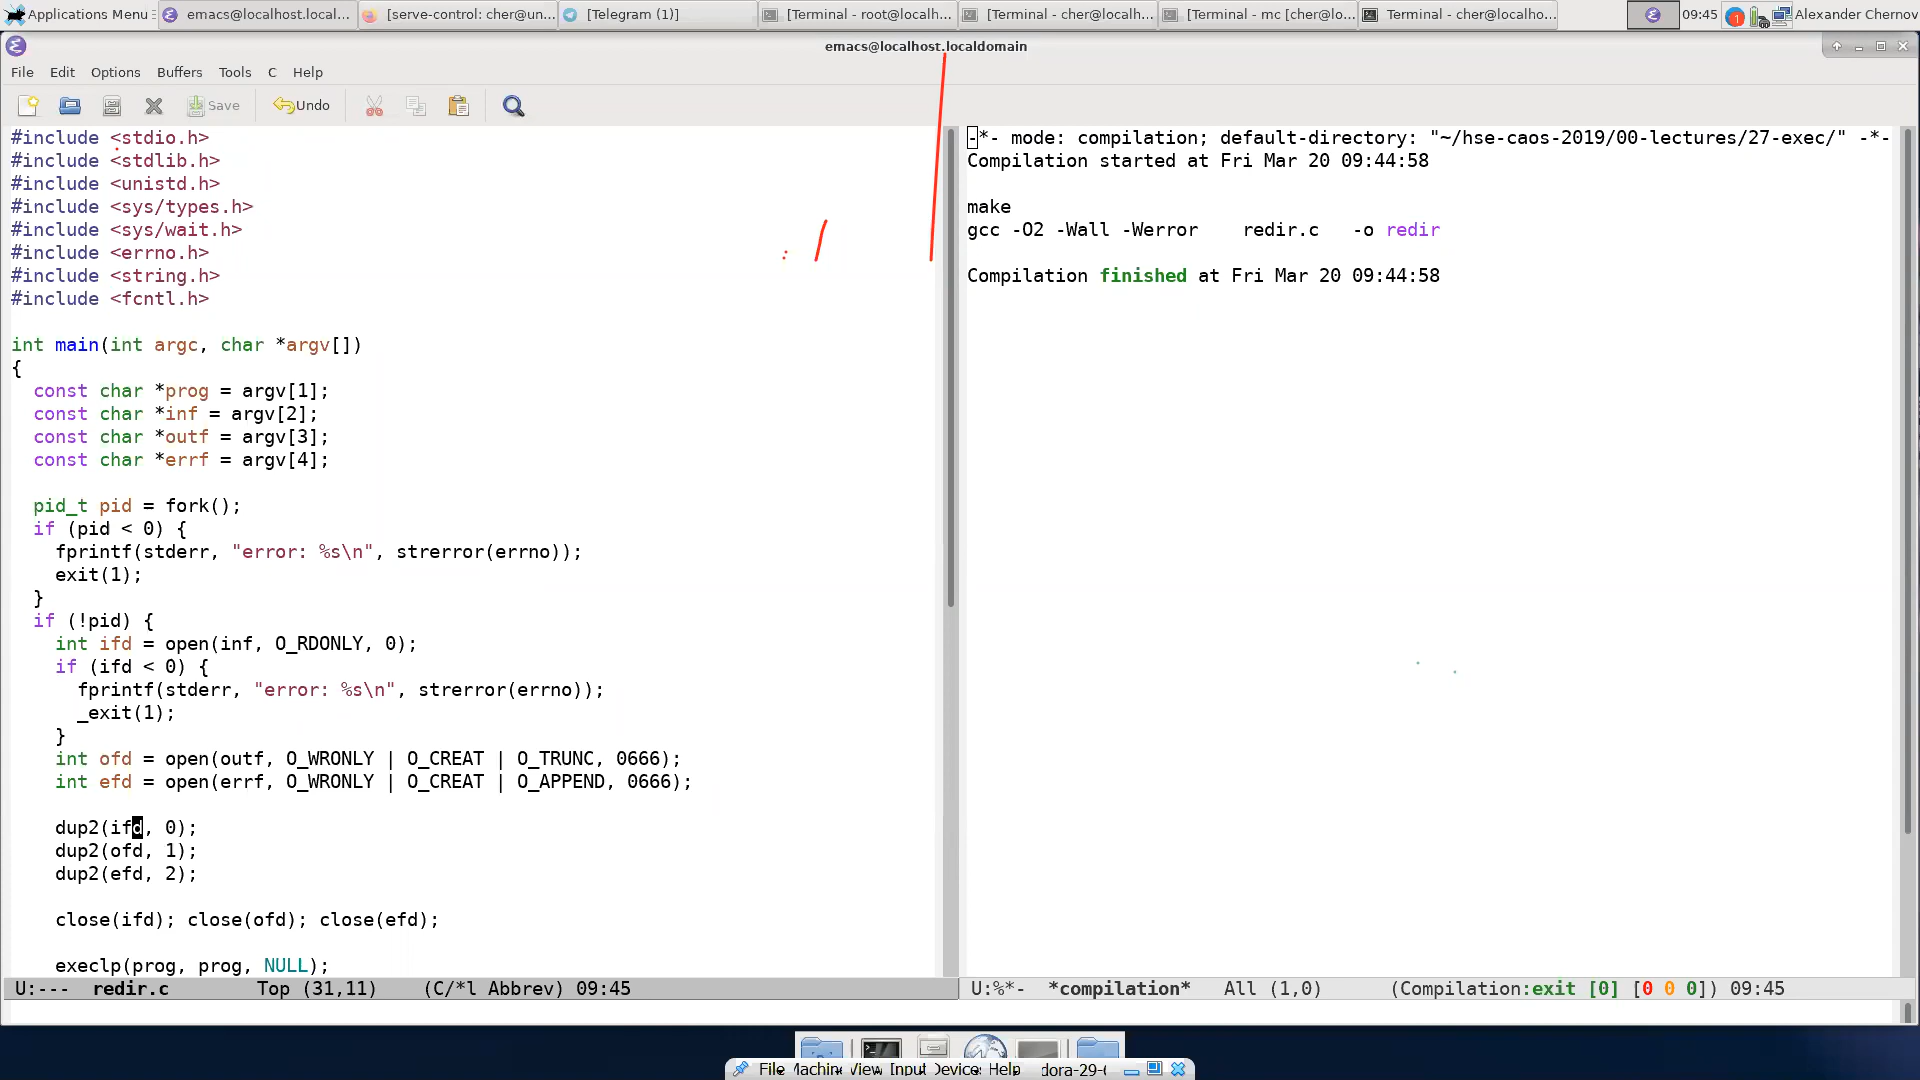 Applications Menu emacs@localhost.local... [serve-control: cher@un... [Telegram (1)] [Terminal - root@localh... [Terminal - cher@localh... [Terminal - mc [cher@lo... Terminal - cher@localho... 09:45 1 Alexander Chernov
emacs@localhost.localdomain
File Edit Options Buffers Tools C Help
Save Undo
#include <stdio.h>
#include <stdlib.h>
#include <unistd.h>
#include <sys/types.h>
#include <sys/wait.h>
#include <errno.h>
#include <string.h>
#include <fcntl.h>
int main(int argc, char *argv[])
{
const char *prog = argv[1];
const char *inf = argv[2];
const char *outf = argv[3];
const char *errf = argv[4];
pid_t pid = fork();
if (pid < 0) {
fprintf(stderr, "error: %s\n", strerror(errno));
exit(1);
}
if (!pid) {
int ifd = open(inf, O_RDONLY, 0);
if (ifd < 0) {
fprintf(stderr, "error: %s\n", strerror(errno));
_exit(1);
}
int ofd = open(outf, O_WRONLY | O_CREAT | O_TRUNC, 0666);
int efd = open(errf, O_WRONLY | O_CREAT | O_APPEND, 0666);
dup2(ifd, 0);
dup2(ofd, 1);
dup2(efd, 2);
close(ifd); close(ofd); close(efd);
execlp(prog, prog, NULL);
U:--- redir.c Top (31,11) (C/*l Abbrev) 09:45
-*- mode: compilation; default-directory: "~/hse-caos-2019/00-lectures/27-exec/" -*-
Compilation started at Fri Mar 20 09:44:58
make
gcc -O2 -Wall -Werror redir.c -o redir
Compilation finished at Fri Mar 20 09:44:58
U:%*- *compilation* All (1,0) (Compilation:exit [0] [0 0 0]) 09:45
File Machine View Input Devices Help dora-29-